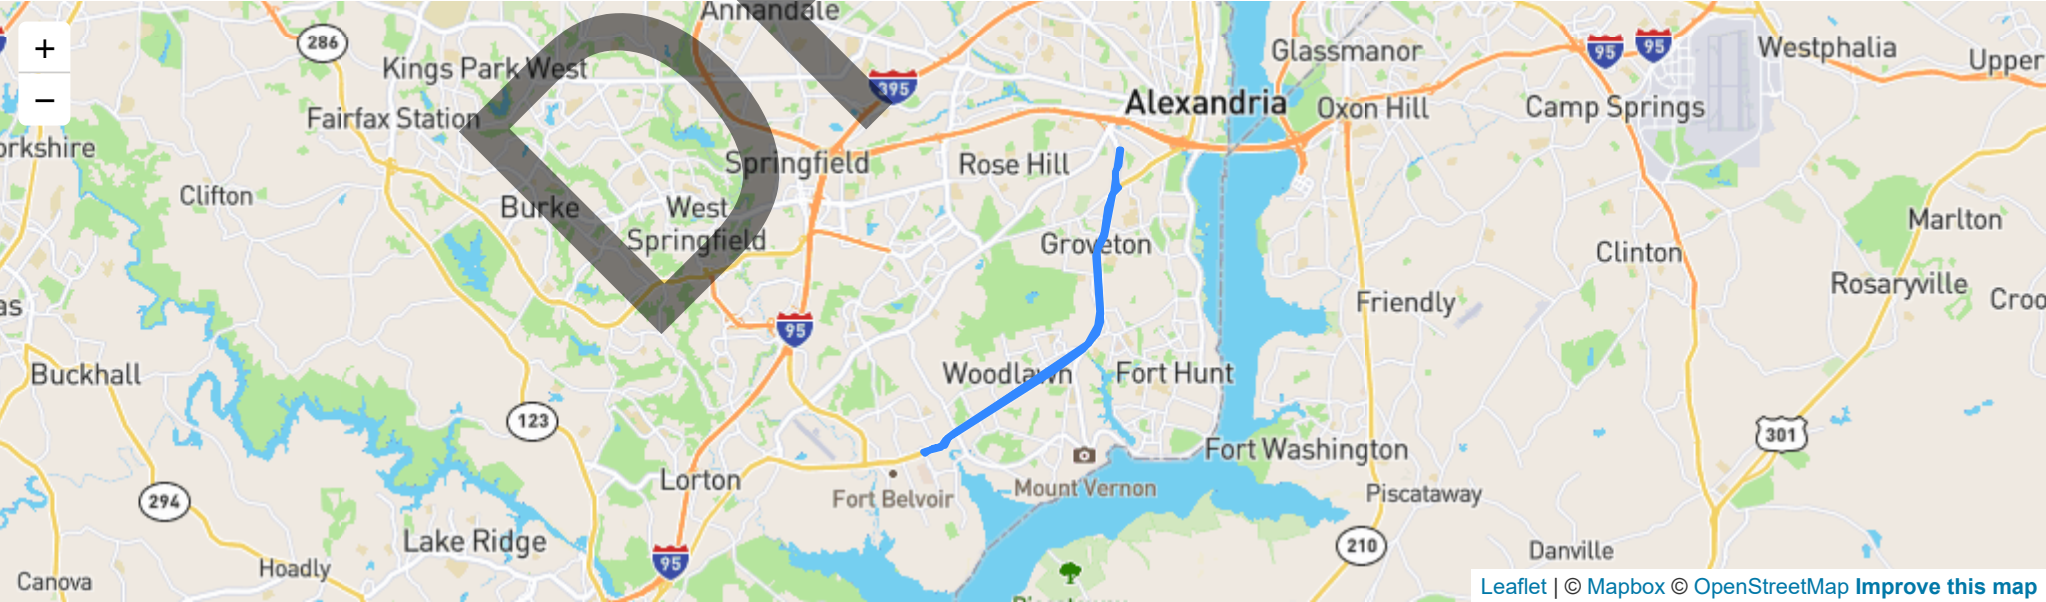 Annandale
+
−
286
Kings Park West
395
Glassmanor
95
95
Westphalia
Upper
Fairfax Station
Alexandria
Oxon Hill
Camp Springs
orkshire
Springfield
Rose Hill
Clifton
Burke
West
Springfield
Groveton
Marlton
Clinton
Rosaryville
Croo
as
Friendly
95
Buckhall
Woodlawn
Fort Hunt
123
301
Fort Washington
Lorton
Fort Belvoir
Mount Vernon
Piscataway
294
Lake Ridge
95
210
Danville
Hoadly
Canova
Leaflet | © Mapbox © OpenStreetMap Improve this map